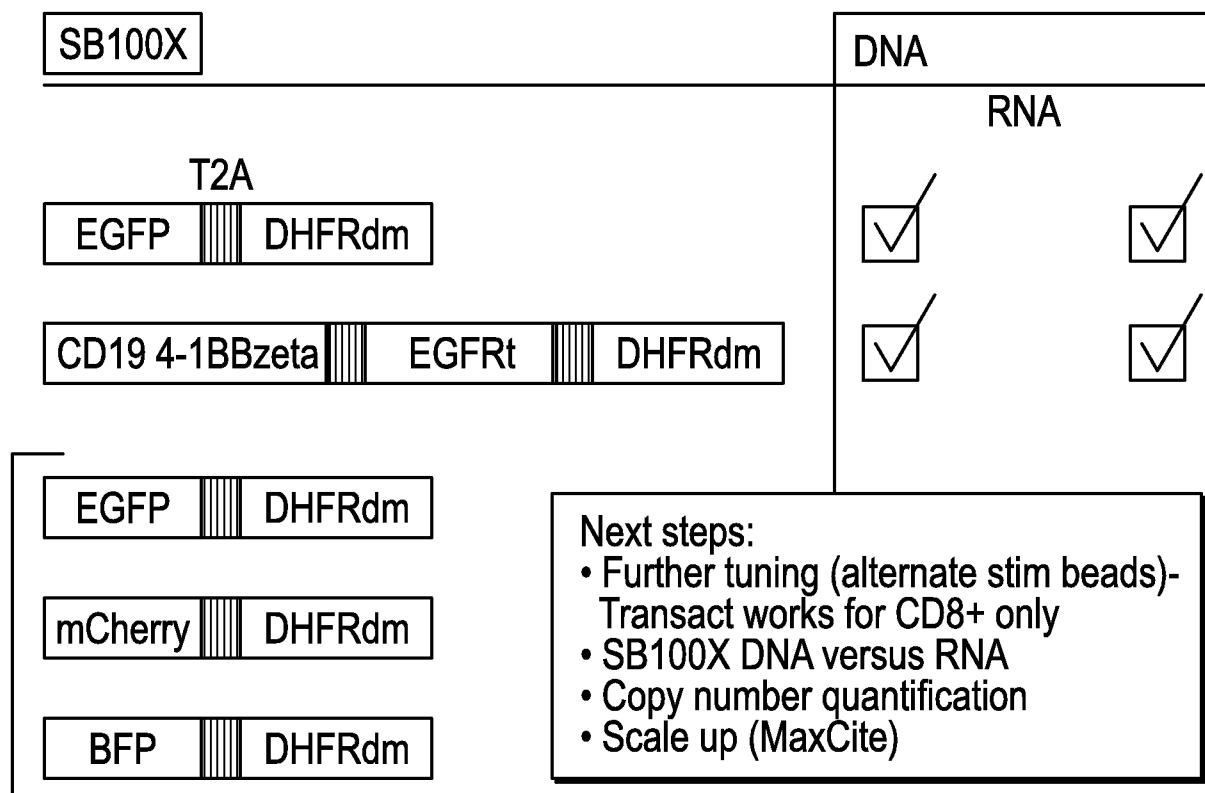 SB100X
DNA
RNA
T2A
EGFP DHFRdm
CD19 4-1BBzeta EGFRt DHFRdm
EGFP DHFRdm
mCherry DHFRdm
BFP DHFRdm
Next steps:
• Further tuning (alternate stim beads)-
Transact works for CD8+ only
• SB100X DNA versus RNA
• Copy number quantification
• Scale up (MaxCite)